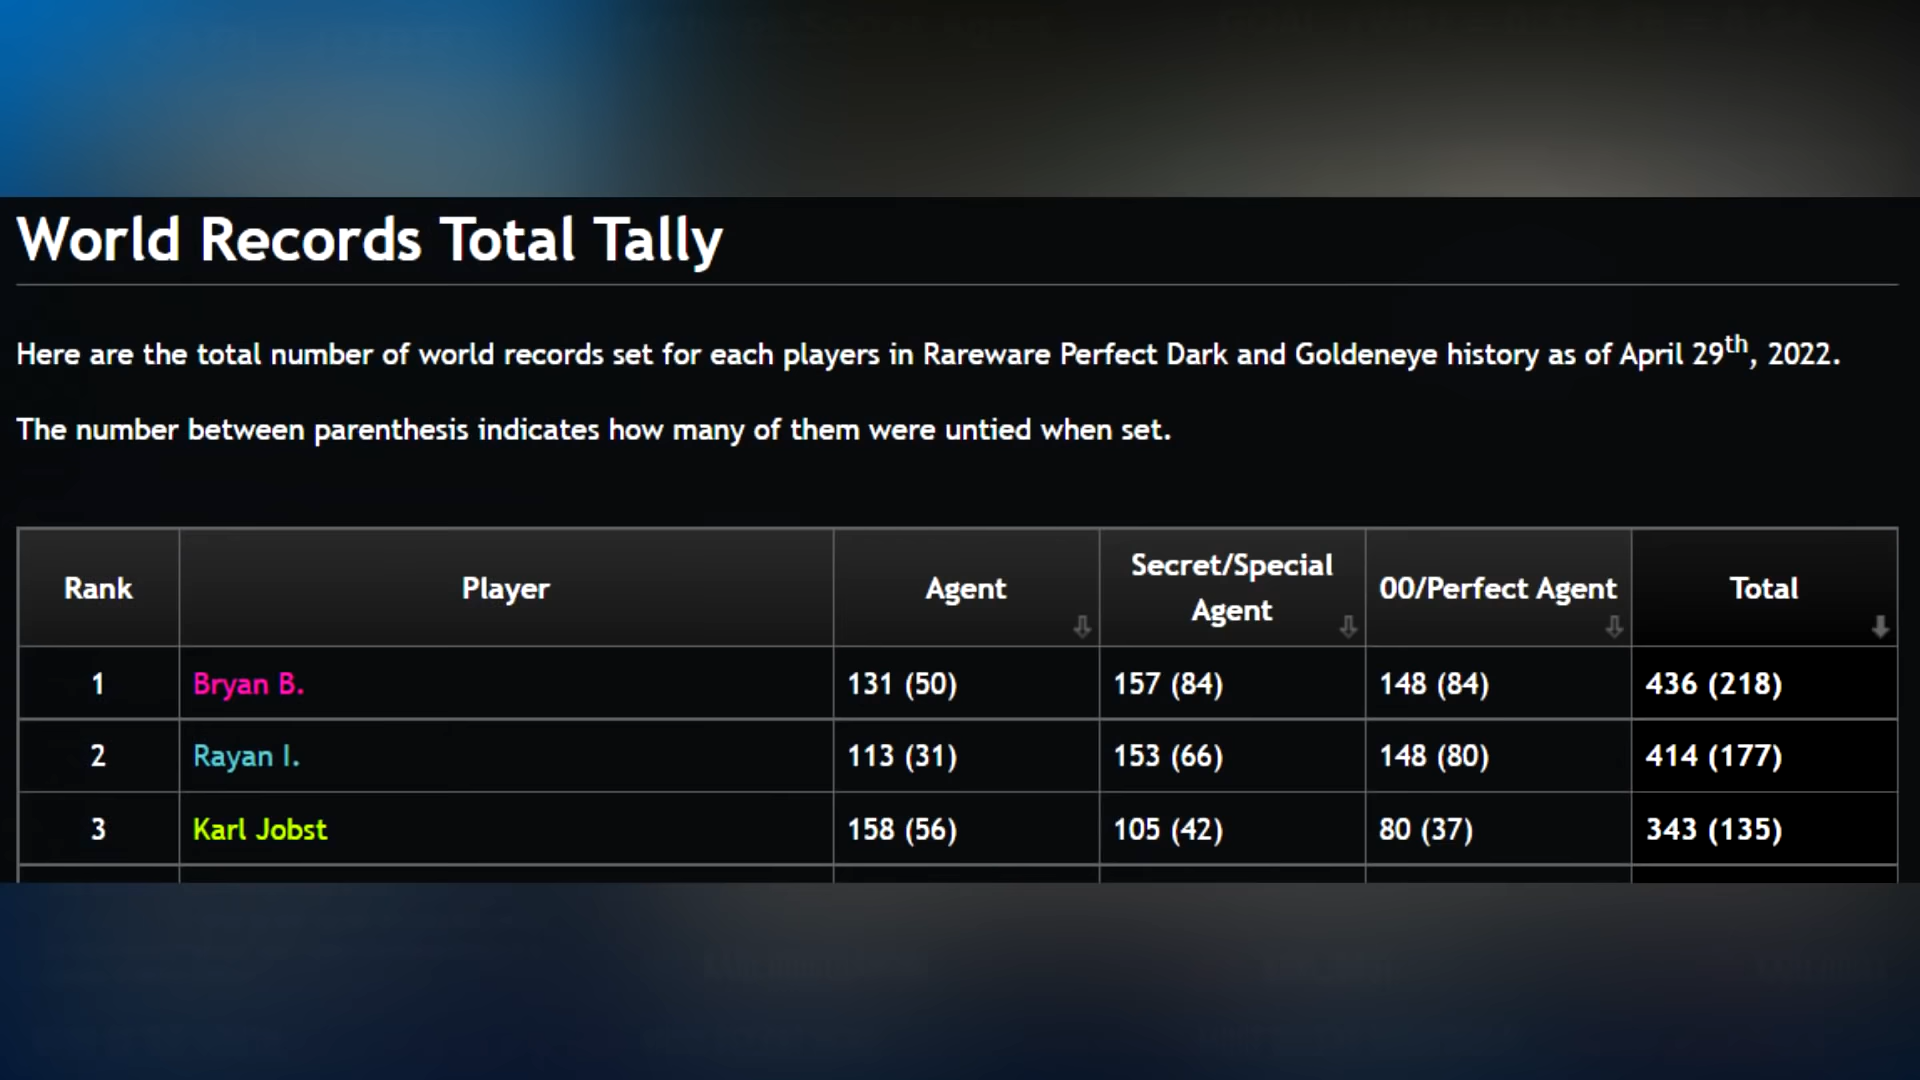 World Records Total Tally
Here are the total number of world records set for each players in Rareware Perfect Dark and Goldeneye history as of April 29th, 2022.
The number between parenthesis indicates how many of them were untied when set.
Rank Player Agent Secret/Special Agent 00/Perfect Agent Total
1 Bryan B. 131 (50) 157 (84) 148 (84) 436 (218)
2 Rayan I. 113 (31) 153 (66) 148 (80) 414 (177)
3 Karl Jobst 158 (56) 105 (42) 80 (37) 343 (135)